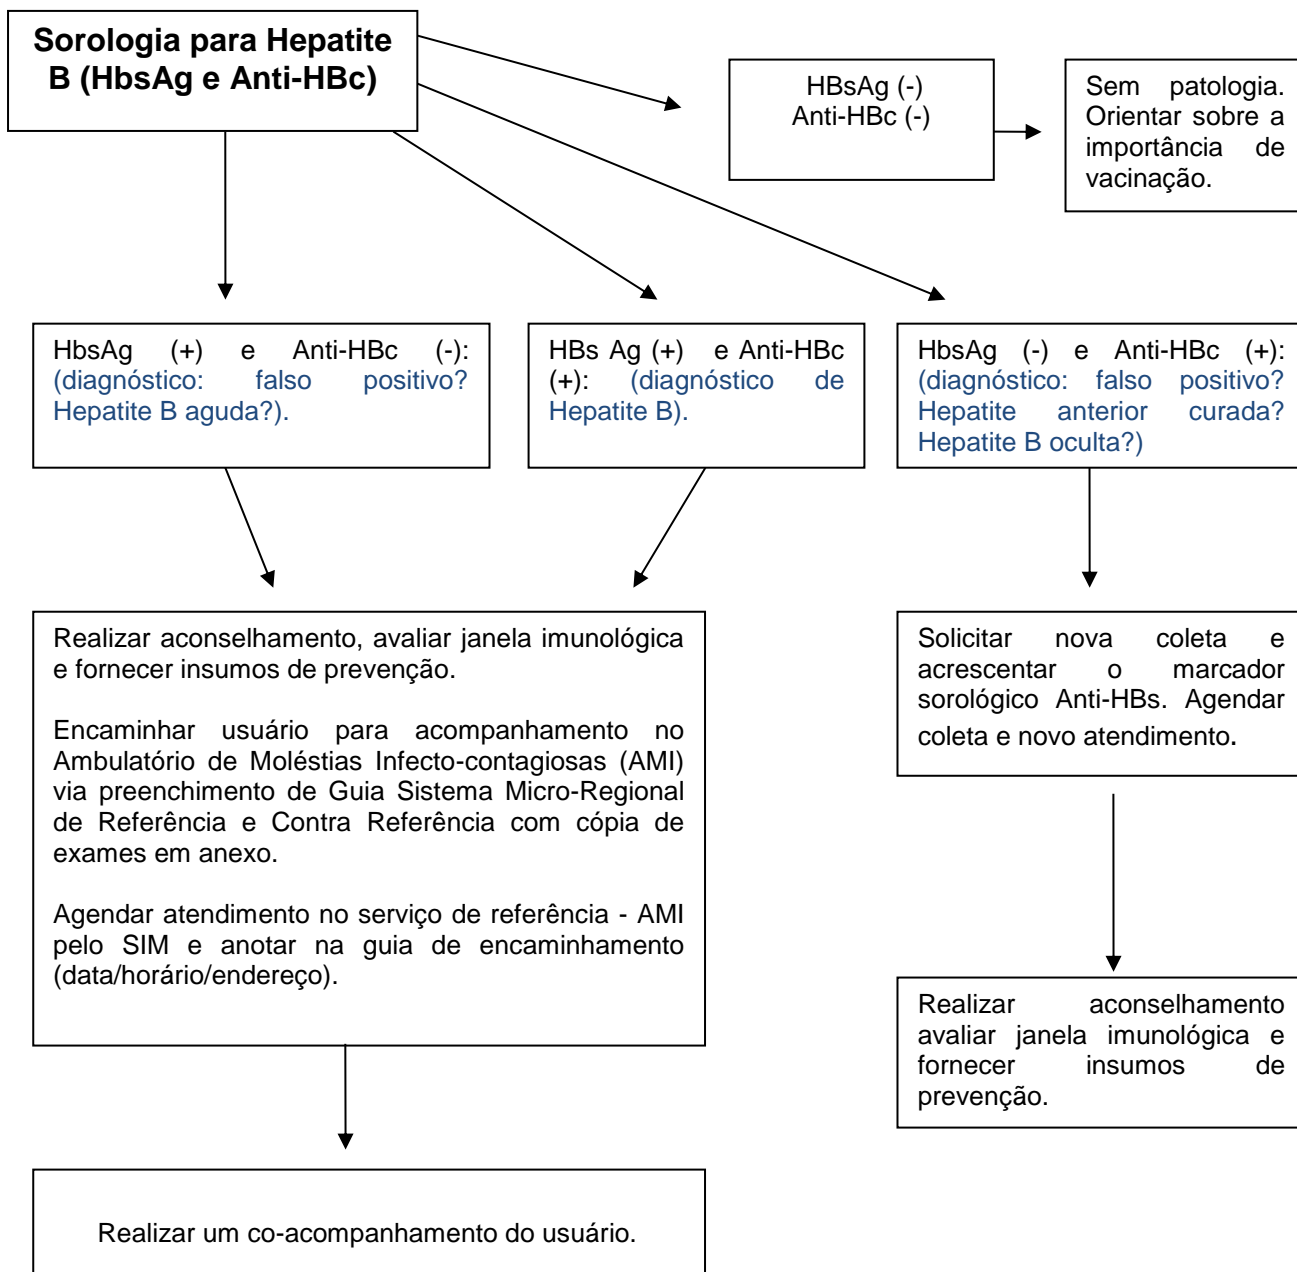 Sorologia para Hepatite
B (HbsAg e Anti-HBc)
HBsAg (-)
Anti-HBc (-)
Sem patologia.
Orientar sobre a
importância de
vacinação.
HbsAg (+) e Anti-HBc (-):
(diagnóstico: falso positivo?
Hepatite B aguda?).
HBs Ag (+) e Anti-HBc
(+): (diagnóstico de
Hepatite B).
HbsAg (-) e Anti-HBc (+):
(diagnóstico: falso positivo?
Hepatite anterior curada?
Hepatite B oculta?)
Realizar aconselhamento, avaliar janela imunológica
e fornecer insumos de prevenção.
Encaminhar usuário para acompanhamento no
Ambulatório de Moléstias Infecto-contagiosas (AMI)
via preenchimento de Guia Sistema Micro-Regional
de Referência e Contra Referência com cópia de
exames em anexo.
Agendar atendimento no serviço de referência - AMI
pelo SIM e anotar na guia de encaminhamento
(data/horário/endereço).
Solicitar nova coleta e
acrescentar o marcador
sorológico Anti-HBs. Agendar
coleta e novo atendimento.
Realizar aconselhamento
avaliar janela imunológica e
fornecer insumos de
prevenção.
Realizar um co-acompanhamento do usuário.